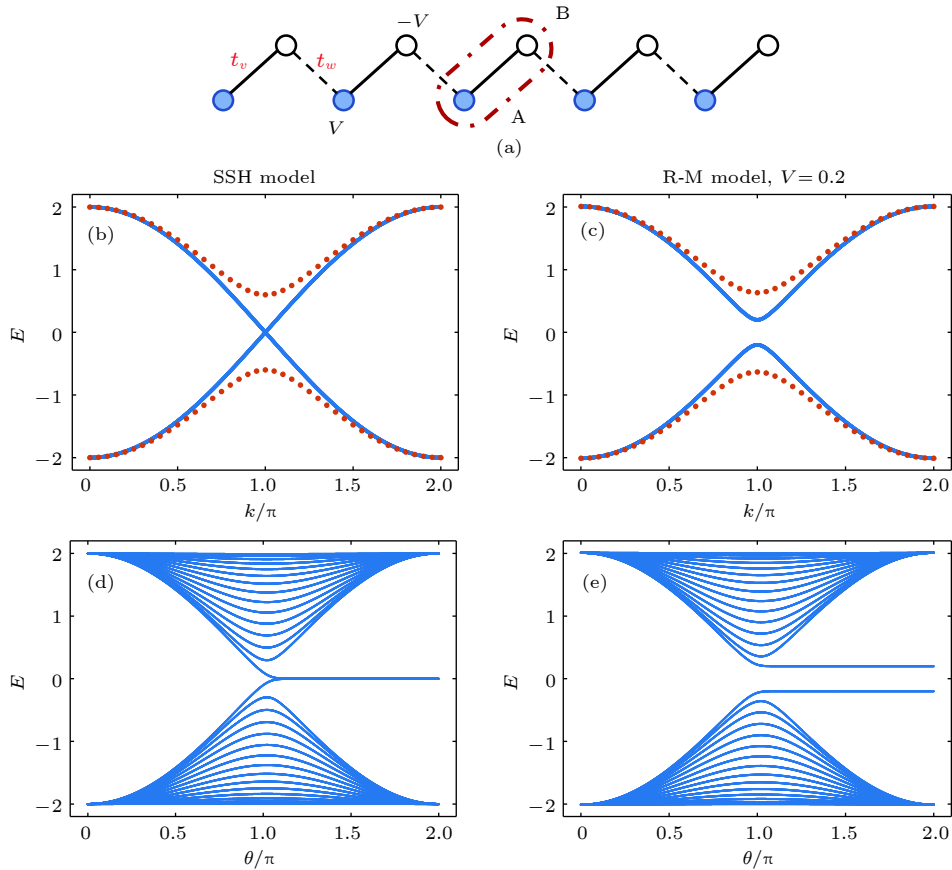 B
−V
t_v t_w
V A
(a)
SSH model
R-M model, V = 0.2
2
1
0
−1
−2
E
(b)
0 0.5 1.0 1.5 2.0
k/π
2
1
0
−1
−2
E
(c)
0 0.5 1.0 1.5 2.0
k/π
2
1
0
−1
−2
E
(d)
0 0.5 1.0 1.5 2.0
θ/π
2
1
0
−1
−2
E
(e)
0 0.5 1.0 1.5 2.0
θ/π